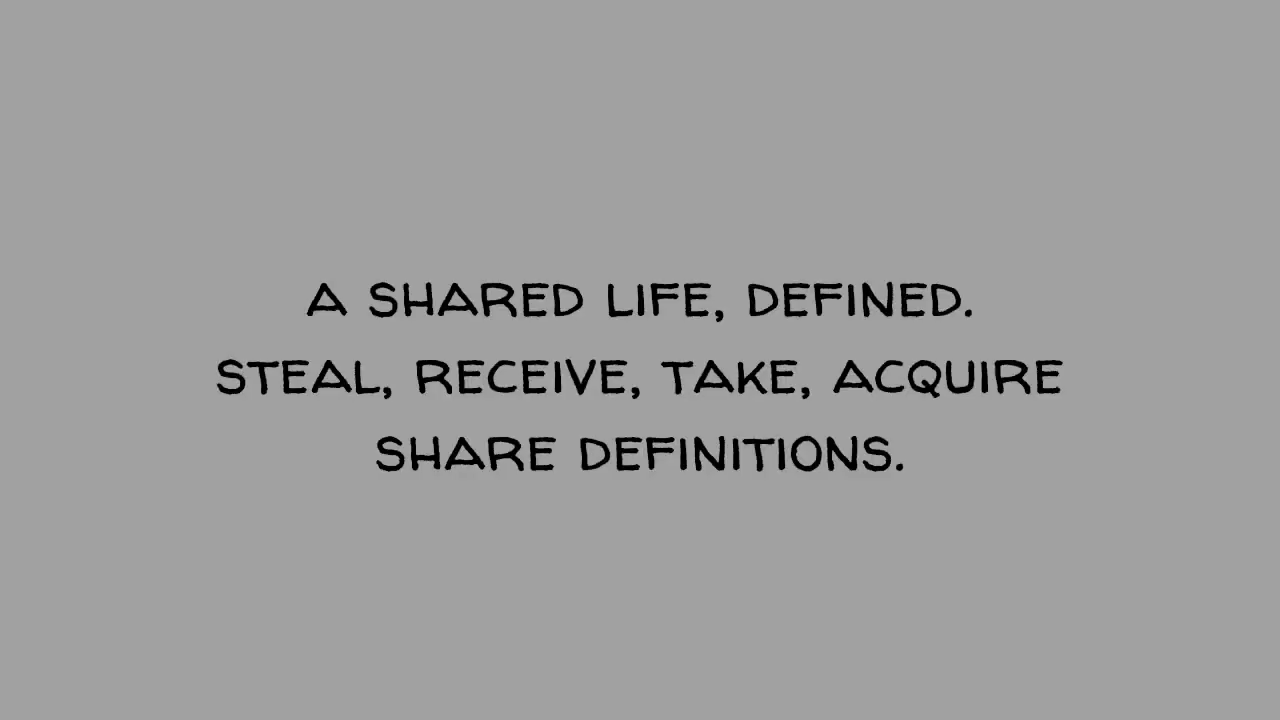 A SHARED LIFE, DEFINED.
STEAL, RECEIVE, TAKE, ACQUIRE
SHARE DEFINITIONS.